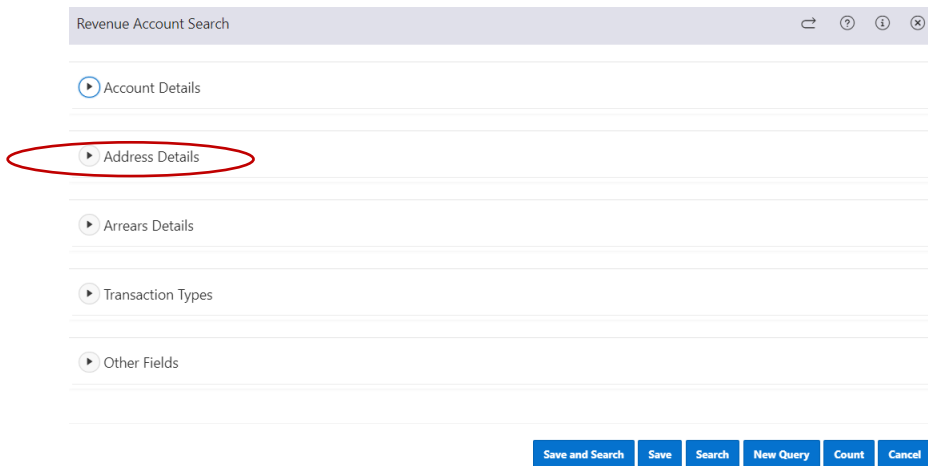 Revenue Account Search
Account Details
Address Details
Arrears Details
Transaction Types
Other Fields
Save and Search Save Search New Query Count Cancel